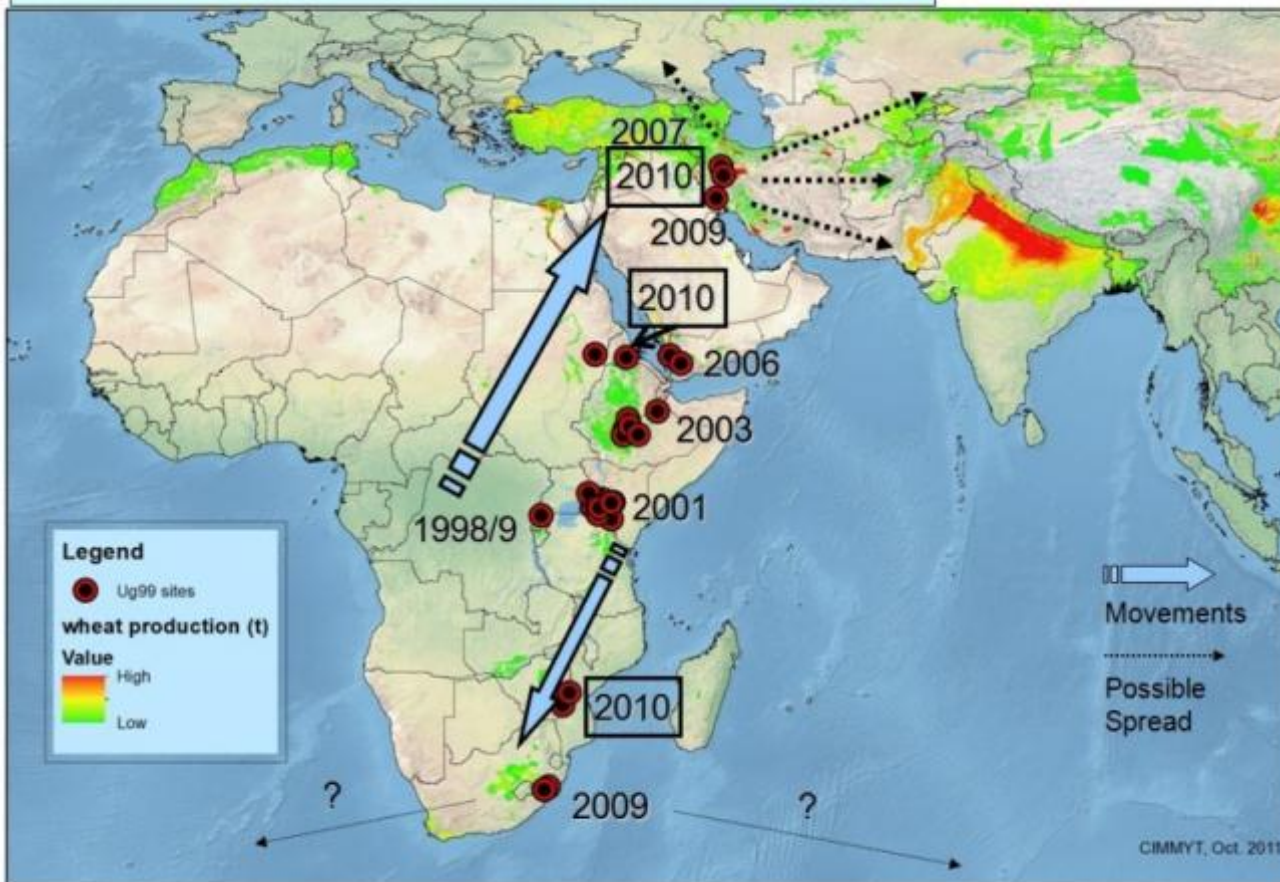 2007
2010
2009
2010
2006
2003
2001
1998/9
Legend
Ug99 sites
wheat production (t)
Value
High
Low
Movements
Possible
Spread
2010
2009
?
?
CIMMYT, Oct. 2011